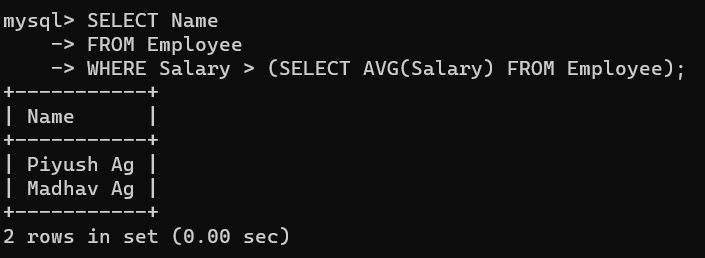 mysql> SELECT Name
    -> FROM Employee
    -> WHERE Salary > (SELECT AVG(Salary) FROM Employee);
+-----------+
| Name      |
+-----------+
| Piyush Ag |
| Madhav Ag |
+-----------+
2 rows in set (0.00 sec)